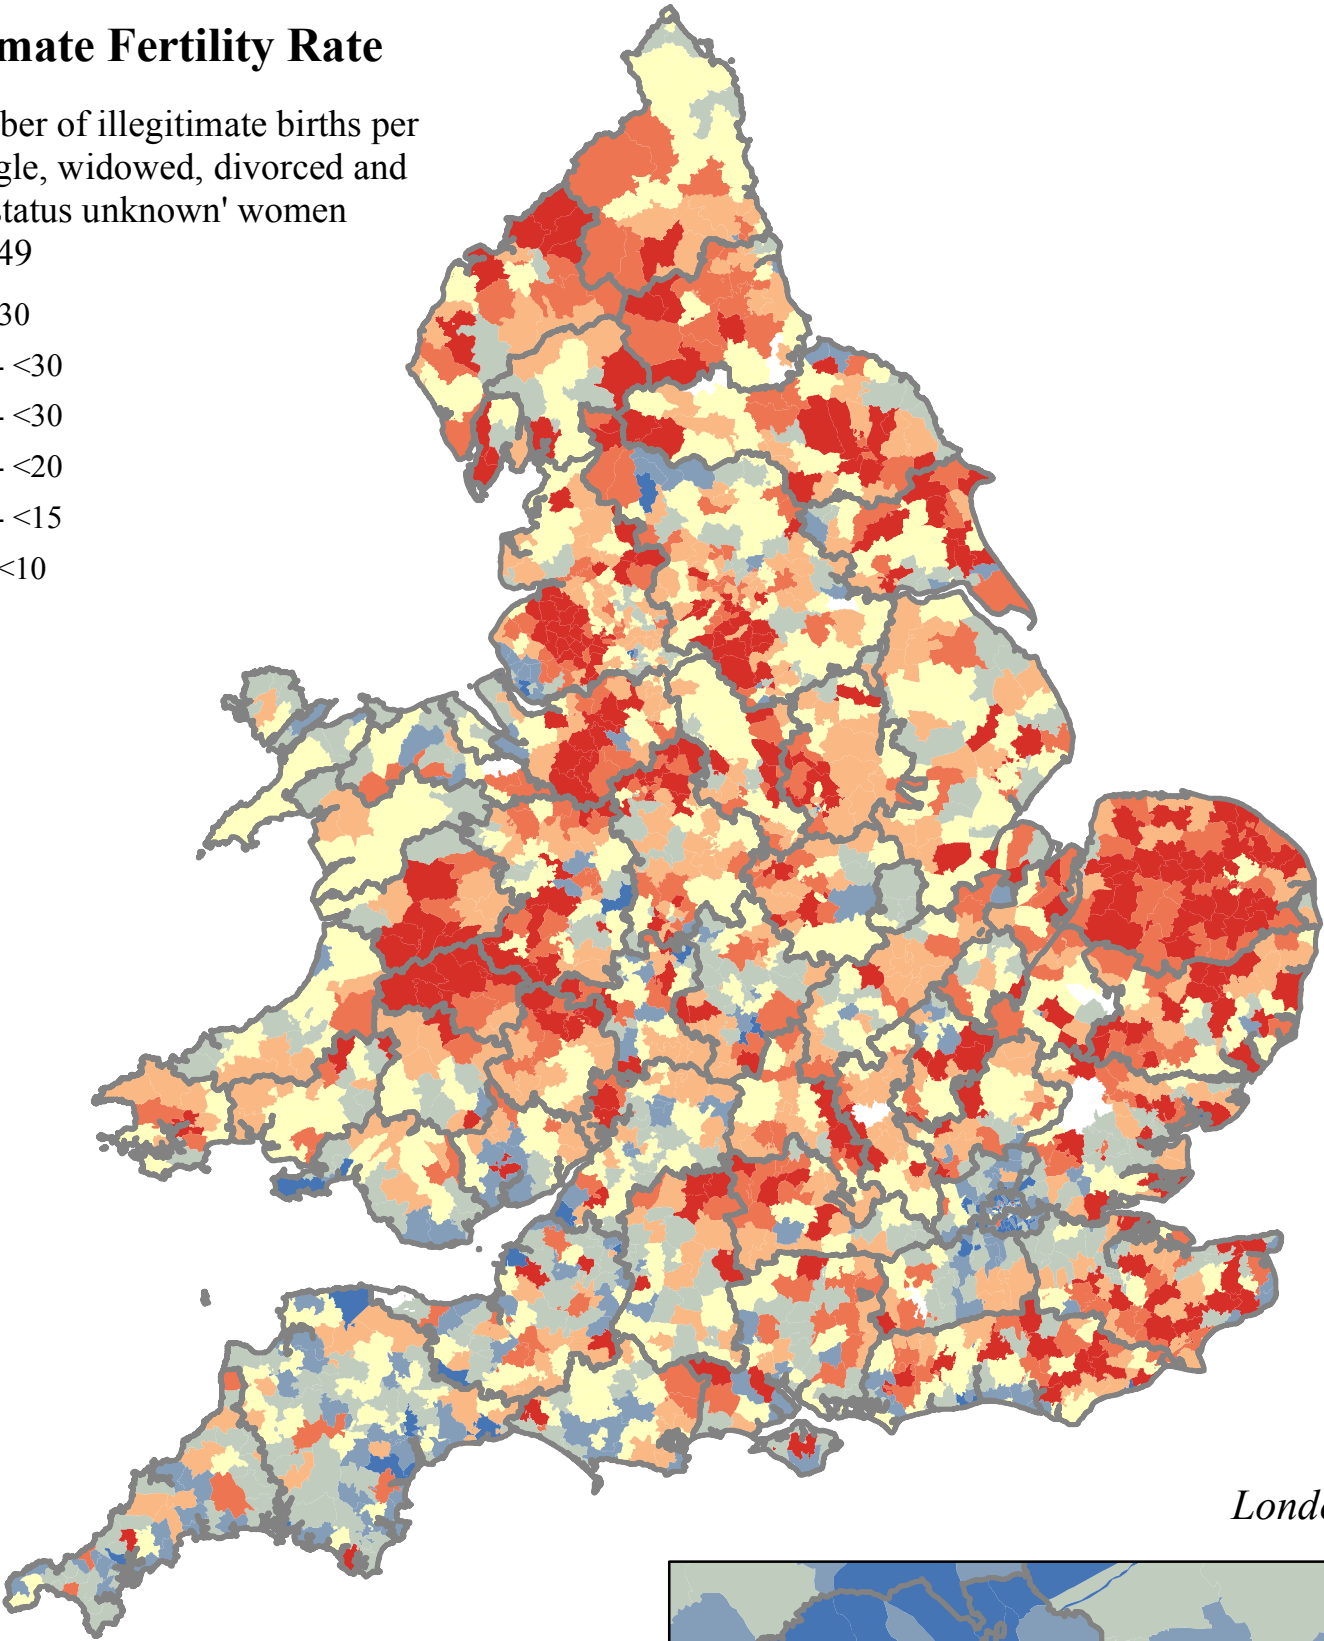 mate Fertility Rate
ber of illegitimate births per
gle, widowed, divorced and
status unknown' women
49
30
- <30
- <30
- <20
- <15
<10
Londo